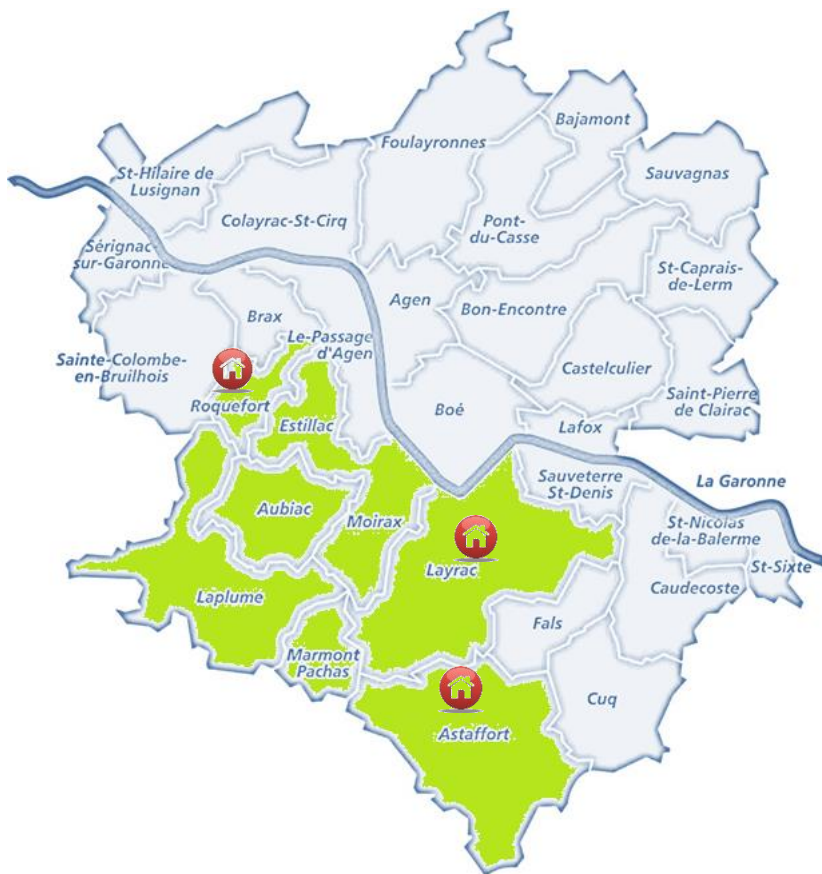 Bajamont
Foulayronnes
St-Hilaire de
Lusignan
Sauvagnas
Colayrac-St-Cirq
Pont-
du-Casse
Sérignac-
sur-Garonne
St-Caprais-
de-Lerm
Agen
Bon-Encontre
Brax
Le-Passage
d'Agen
Sainte-Colombe-
en-Bruilhois
Castelculier
Saint-Pierre
de Clairac
Roquefort
Boé
Estillac
Lafox
Sauveterre
St-Denis
La Garonne
Aubiac
Moirax
St-Nicolas
de-la-Balerme
St-Sixte
Layrac
Caudecoste
Laplume
Fals
Marmont
Pachas
Cuq
Astaffort